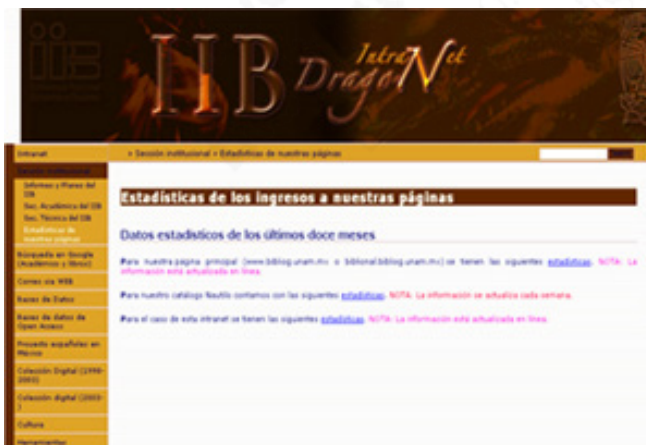 IIB
IntraNet
Dragon
Intranet
» Sección institucional » Estadísticas de nuestras páginas
Sección institucional
Informes y Planes del
IIB
Sec. Académica del IIB
Sec. Técnica del IIB
Estadísticas de
nuestras páginas
Búsqueda en Google
(Académico y libros)
Correo vía WEB
Bases de Datos
Bases de datos de
Open Access
Proyecto españoles en
México
Colección Digital (1998-
2003)
Colección digital (2003-
)
Cultura
Herramientas
Estadísticas de los ingresos a nuestras páginas
Datos estadísticos de los últimos doce meses
Para nuestra pagina principal (www.bibliog.unam.mx o biblional.bibliog.unam.mx) se tienen las siguientes estadísticas. NOTA: La
información está actualizada en línea.
Para nuestro catálogo Nautilo contamos con las siguientes estadísticas. NOTA: La información se actualiza cada semana.
Para el caso de esta intranet se tienen las siguientes estadísticas. NOTA: La información está actualizada en línea.